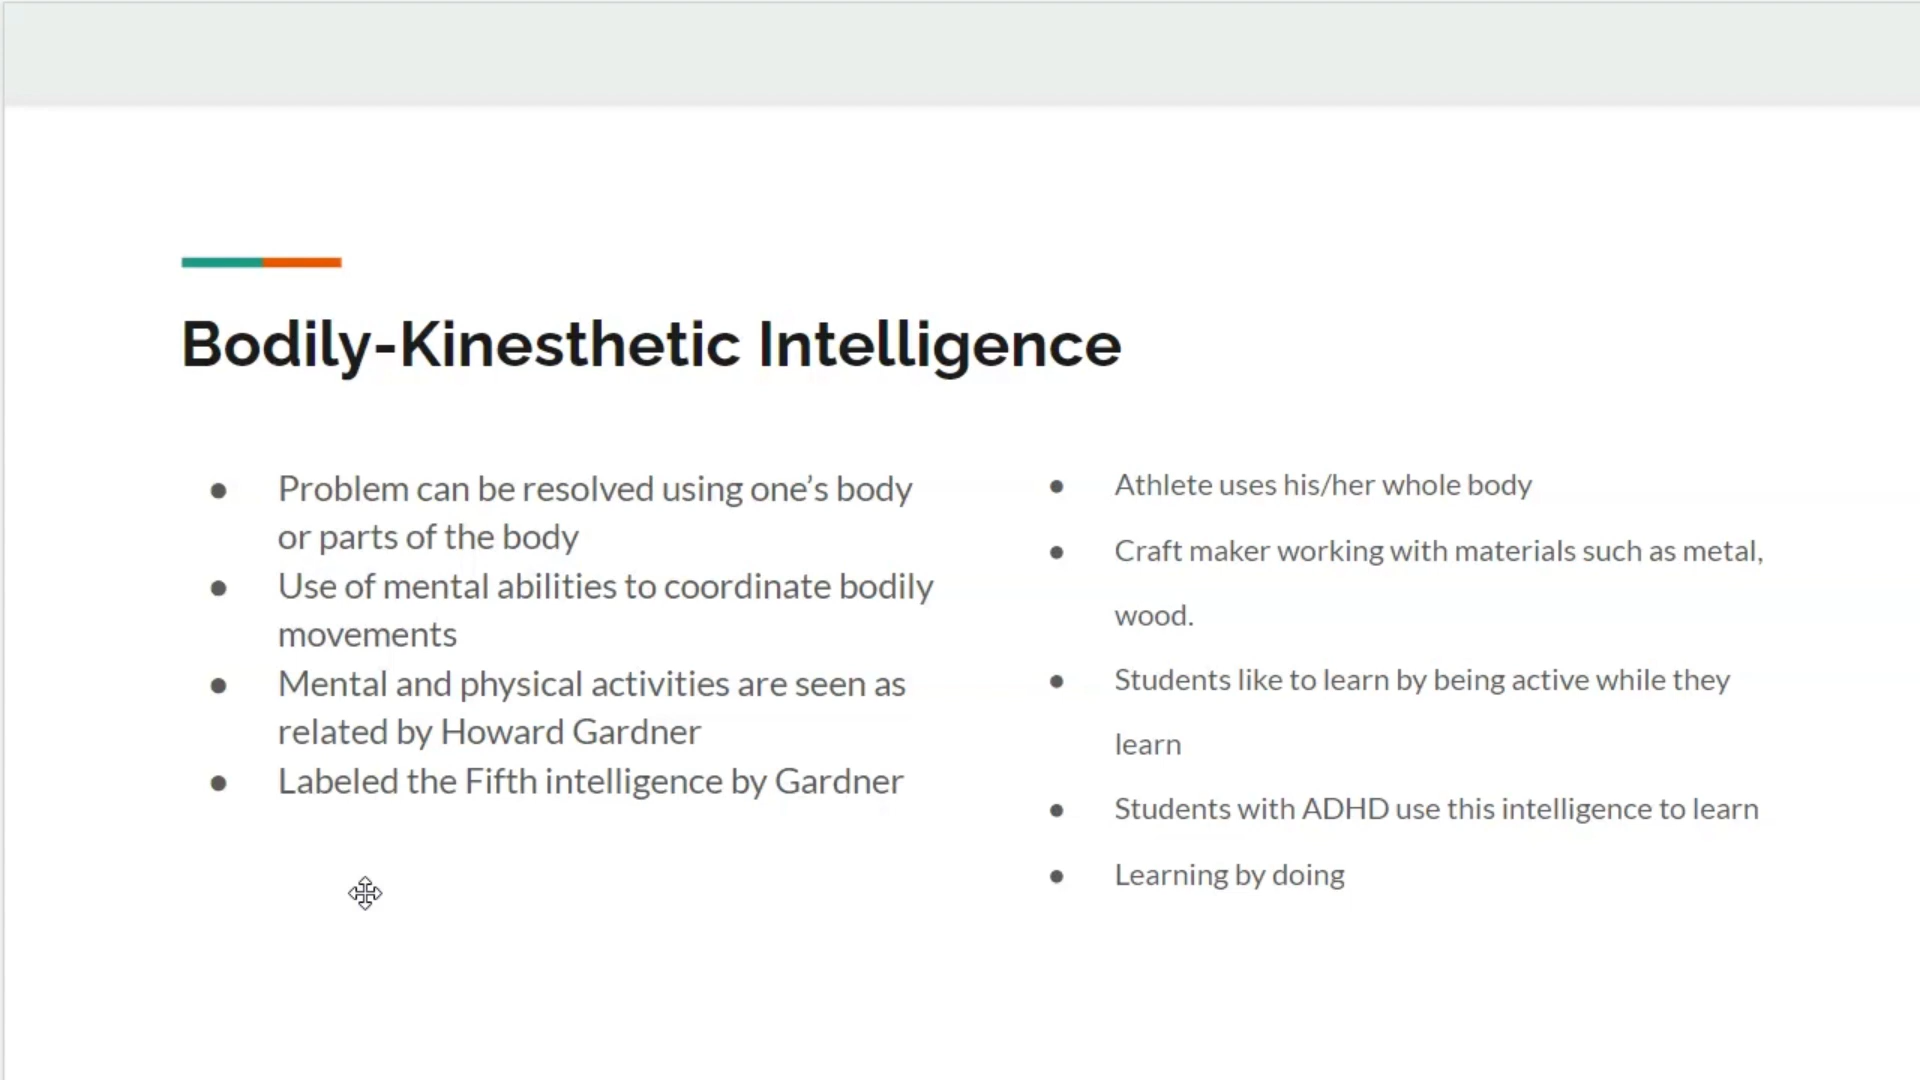 Bodily-Kinesthetic Intelligence
● Problem can be resolved using one’s body
or parts of the body
● Use of mental abilities to coordinate bodily
movements
● Mental and physical activities are seen as
related by Howard Gardner
● Labeled the Fifth intelligence by Gardner
● Athlete uses his/her whole body
● Craft maker working with materials such as metal,
wood.
● Students like to learn by being active while they
learn
● Students with ADHD use this intelligence to learn
● Learning by doing